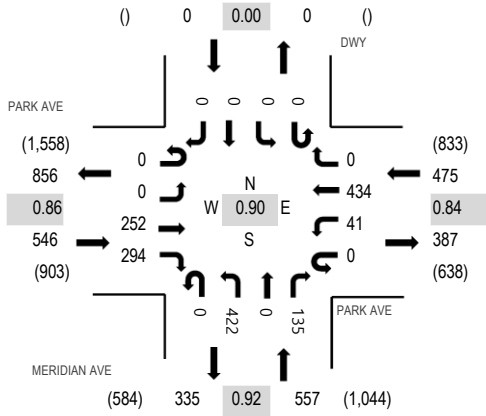 () 0 0.00 0 ()
DWY
0 0 0 0
PARK AVE
(1,558) (833)
856 0 0 475
0 N 434
0.86 W 0.90 E 0.84
546 252 S 41 387
294 0
(903) (638)
0 422 0 135
PARK AVE
MERIDIAN AVE
(584) 335 0.92 557 (1,044)